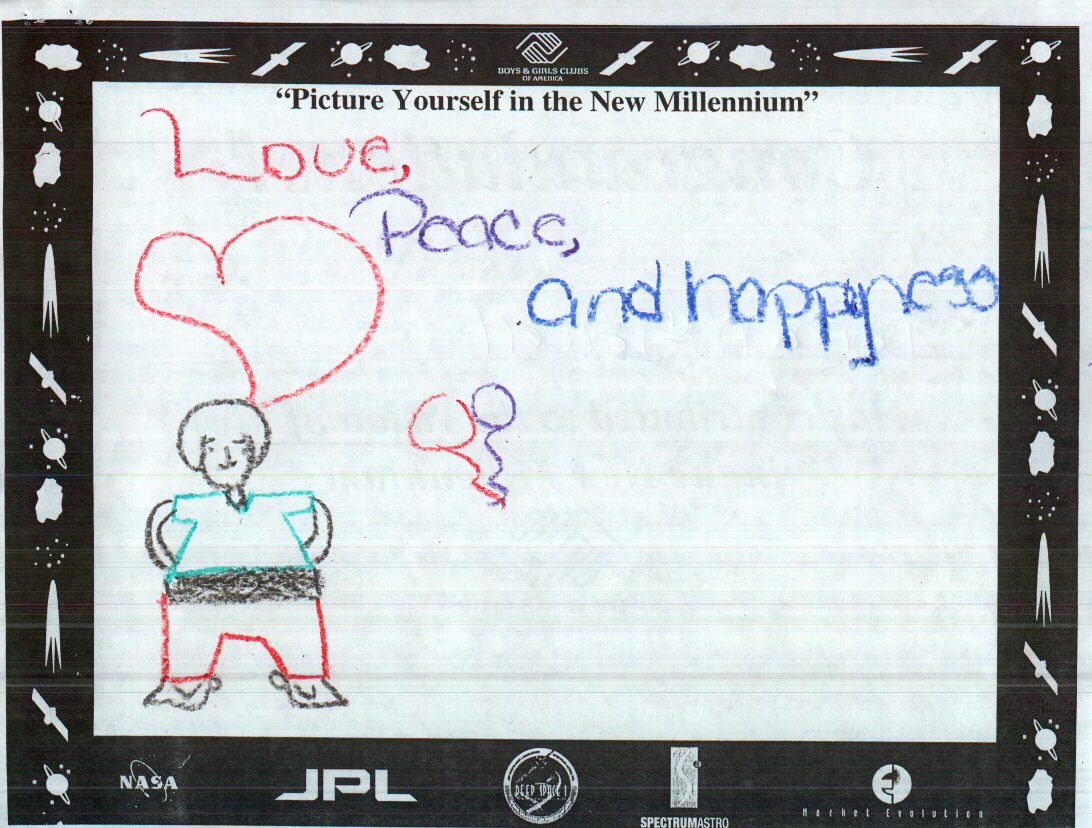 BOYS & GIRLS CLUBS
OF AMERICA
“Picture Yourself in the New Millennium”
Love,
Peace,
and happyness
NASA
JPL
DEEP SPACE 1
SPECTRUMASTRO
Market Evolution